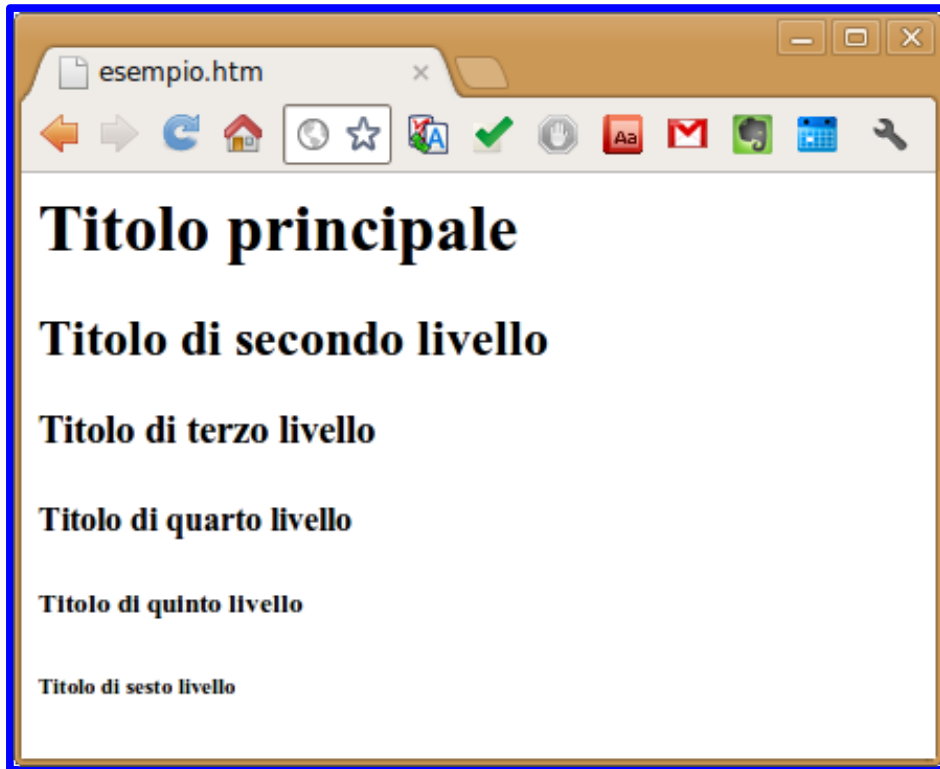 esempio.htm
Aa
Titolo principale
Titolo di secondo livello
Titolo di terzo livello
Titolo di quarto livello
Titolo di quinto livello
Titolo di sesto livello